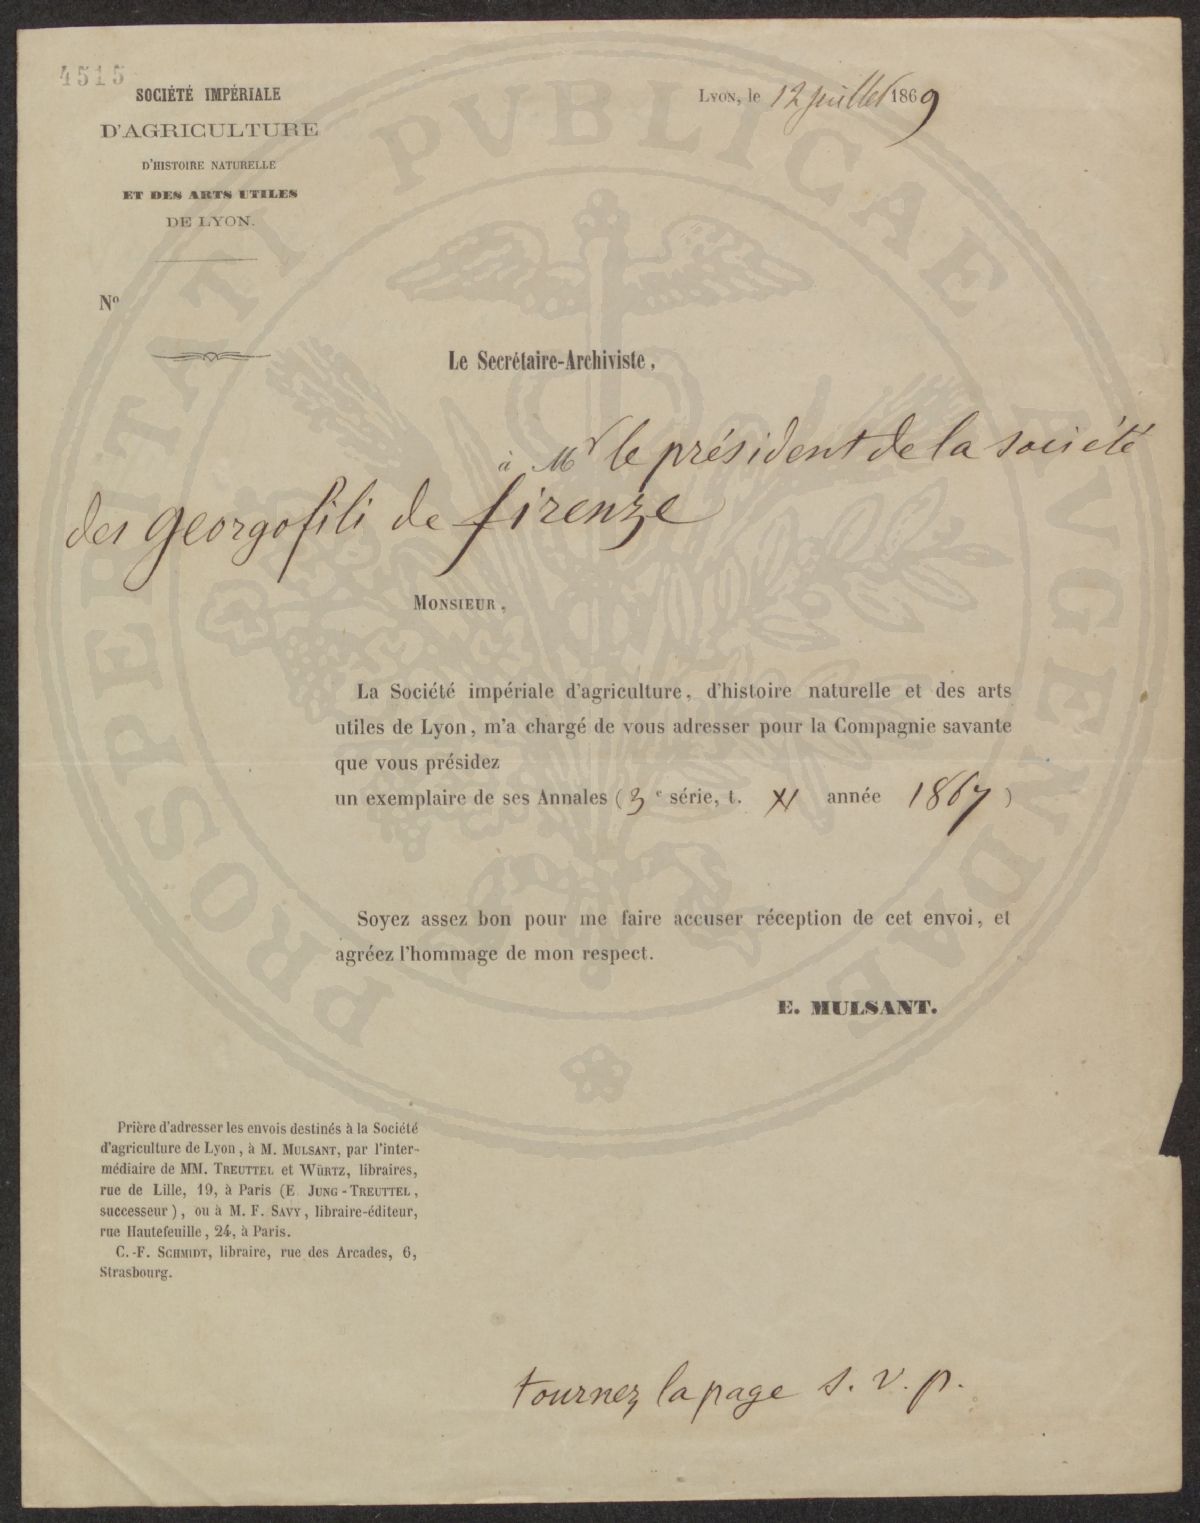 4515
SOCIÉTÉ IMPÉRIALE
D'AGRICULTURE
D'HISTOIRE NATURELLE
ET DES ARTS UTILES
DE LYON.
Lyon, le 12 juillet 1869
No
Le Secrétaire-Archiviste,
à Mr le président de la société
des georgofili de firenze
Monsieur,
La Société impériale d'agriculture, d'histoire naturelle et des arts
utiles de Lyon, m'a chargé de vous adresser pour la Compagnie savante
que vous présidez
un exemplaire de ses Annales (3e série, t. XI année 1867)
Soyez assez bon pour me faire accuser réception de cet envoi, et
agréez l'hommage de mon respect.
E. MULSANT.
Prière d'adresser les envois destinés à la Société
d'agriculture de Lyon, à M. Mulsant, par l'inter-
médiaire de MM. Treuttel et Würtz, libraires,
rue de Lille, 19, à Paris (E Jung-Treuttel,
successeur), ou à M. F. Savy, libraire-éditeur,
rue Hautefeuille, 24, à Paris.
C.-F. Schmidt, libraire, rue des Arcades, 6,
Strasbourg.
tournez la page s. v. p.
PROSPERITATI PVBLICAE AVGENDAE